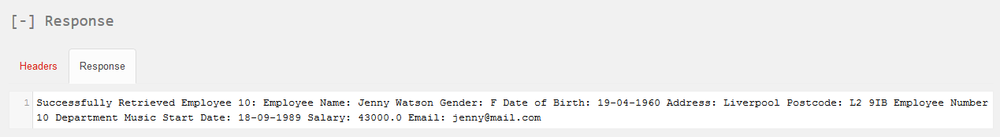 [-] Response
Headers Response
1 Successfully Retrieved Employee 10: Employee Name: Jenny Watson Gender: F Date of Birth: 19-04-1960 Address: Liverpool Postcode: L2 9IB Employee Number
10 Department Music Start Date: 18-09-1989 Salary: 43000.0 Email: jenny@mail.com